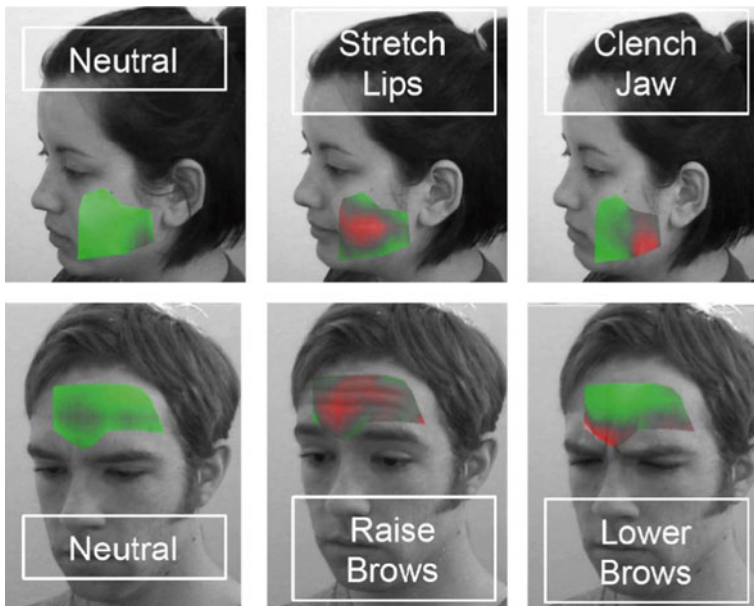 Neutral
Stretch
Lips
Clench
Jaw
Neutral
Raise
Brows
Lower
Brows